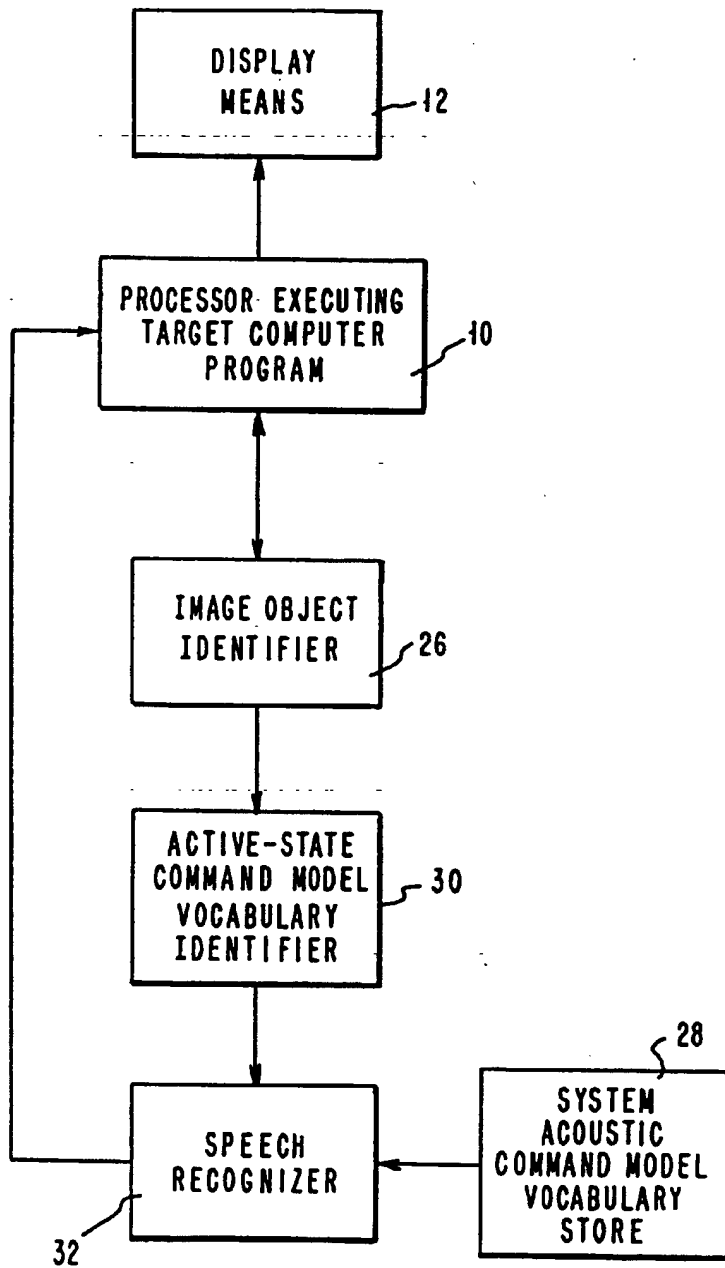 DISPLAY
MEANS
12
PROCESSOR EXECUTING
TARGET COMPUTER
PROGRAM
10
IMAGE OBJECT
IDENTIFIER
26
ACTIVE-STATE
COMMAND MODEL
VOCABULARY
IDENTIFIER
30
SPEECH
RECOGNIZER
32
28
SYSTEM
ACOUSTIC
COMMAND MODEL
VOCABULARY
STORE